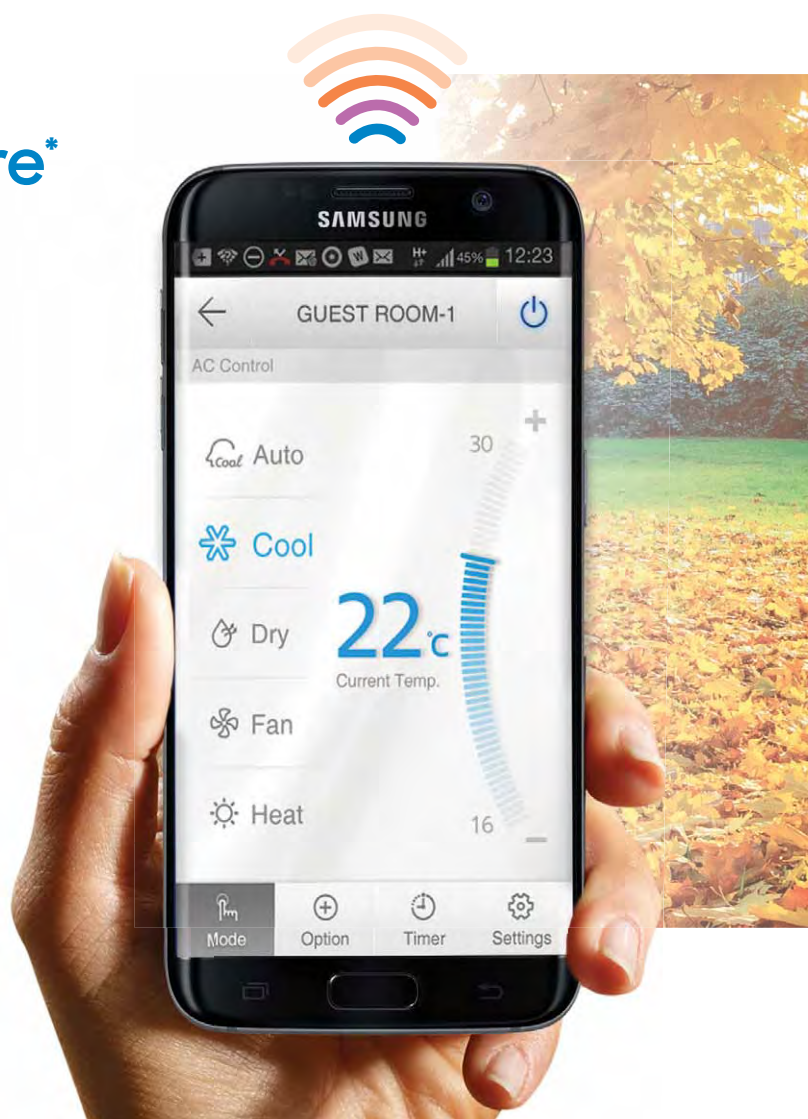 re*
SAMSUNG
H+ 45% 12:23
GUEST ROOM-1
AC Control
+
30
Cool Auto
Cool
Dry
22°C
Current Temp.
Fan
Heat
16
−
Mode Option Timer Settings